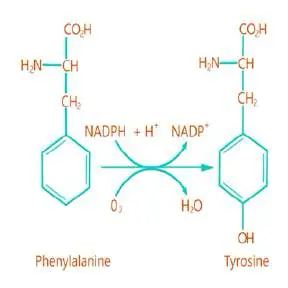 CO₂H
H₂N
CH
CH₂
CO₂H
H₂N
CH
CH₂
NADPH + H⁺
NADP⁺
O₂
H₂O
OH
Phenylalanine
Tyrosine